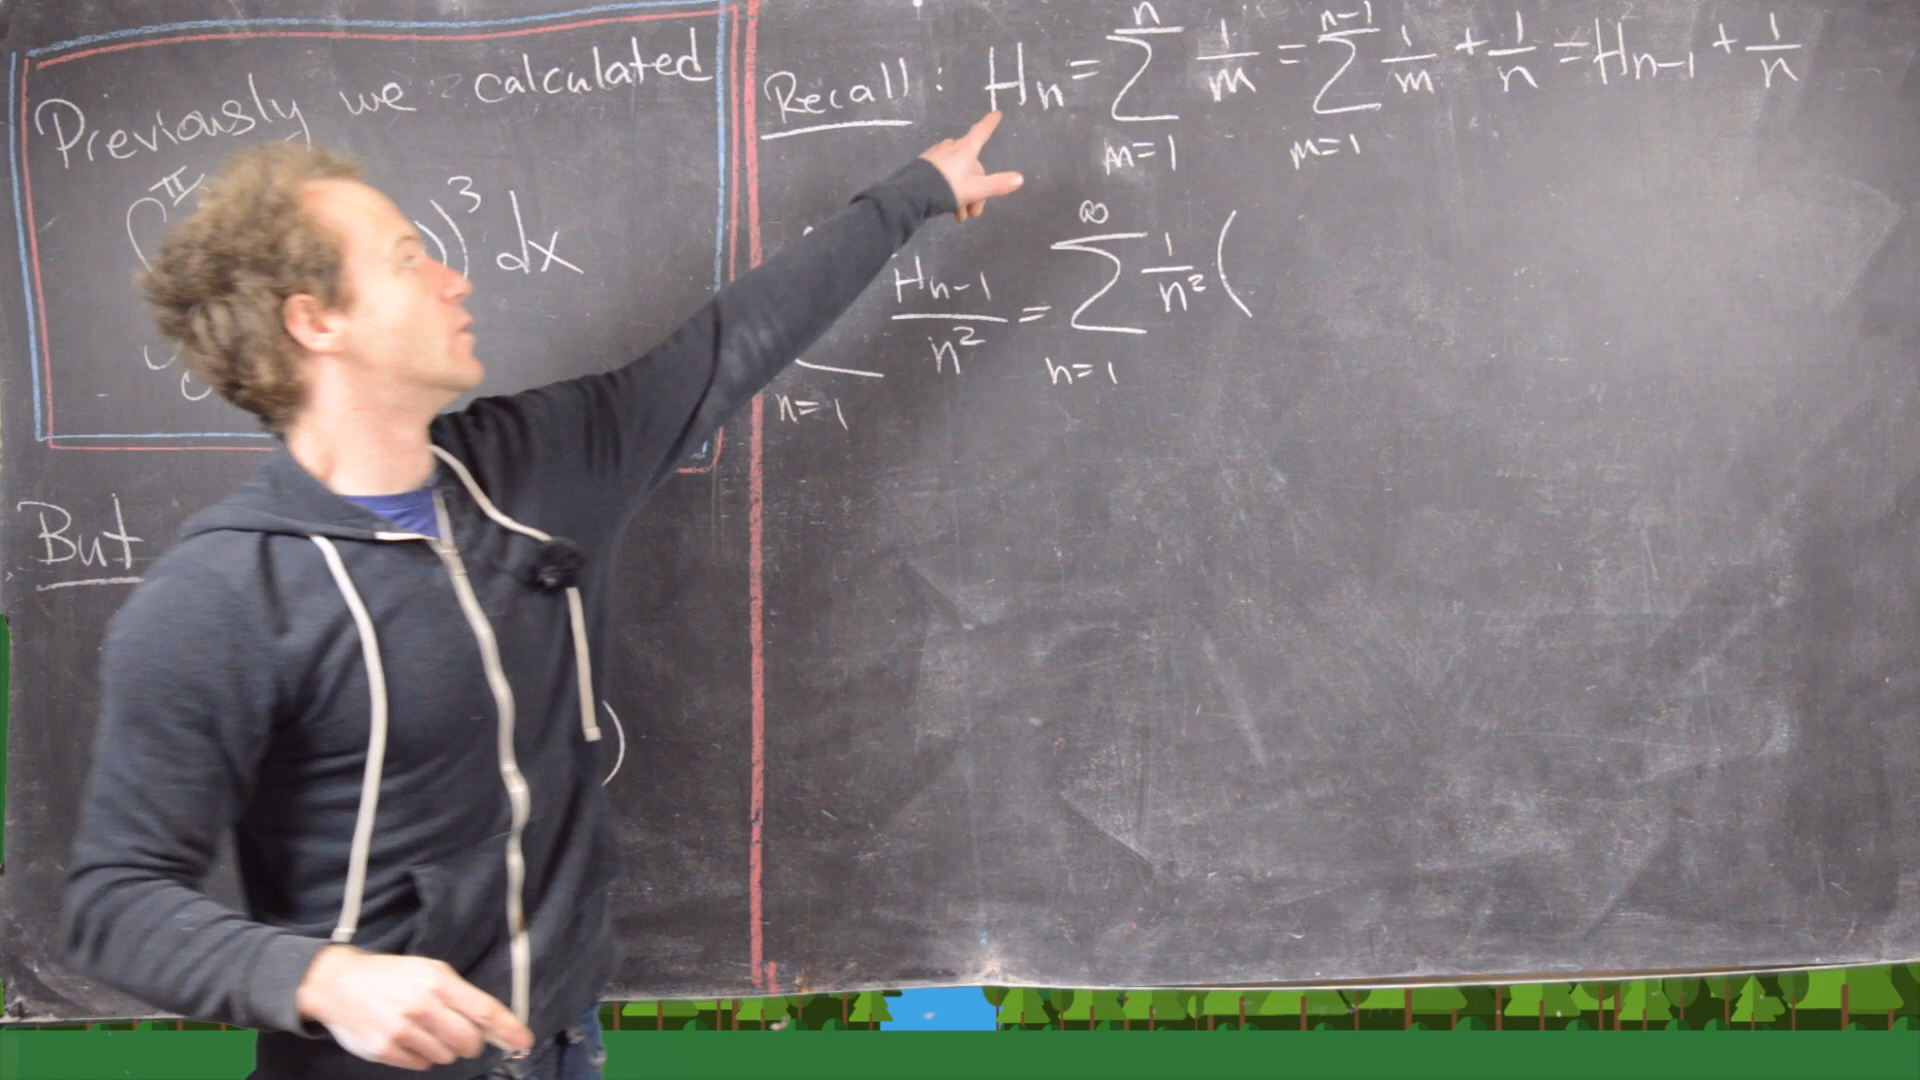 Previously we calculated
π )³ dx
But
)
Recall: Hₙ = ∑_{m=1}^{n} 1/m = ∑_{m=1}^{n-1} 1/m + 1/n = Hₙ₋₁ + 1/n
n=1 Hₙ₋₁/n² = ∑_{n=1}^{∞} 1/n² (